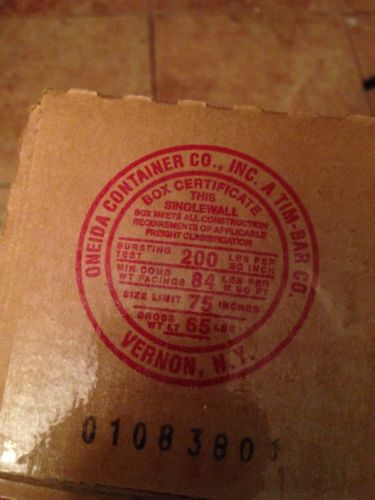 ONEIDA CONTAINER CO., INC. A TIM-BAR CO.
BOX CERTIFICATE
THIS
SINGLEWALL
BOX MEETS ALL CONSTRUCTION
REQUIREMENTS OF APPLICABLE
FREIGHT CLASSIFICATION
BURSTING TEST 200 LBS PER SQ INCH
MIN COMB WT FACINGS 84 LBS PER M SQ FT
SIZE LIMIT 75 INCHES
GROSS WT LT 65 LBS
VERNON, N.Y.
01083801